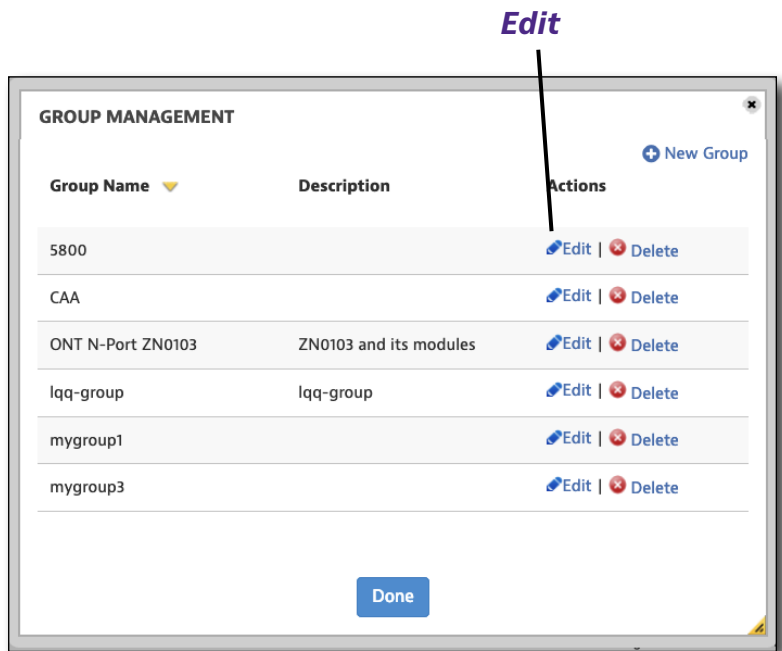 Edit
GROUP MANAGEMENT
New Group
Group Name Description Actions
5800 Edit | Delete
CAA Edit | Delete
ONT N-Port ZN0103 ZN0103 and its modules Edit | Delete
lqq-group lqq-group Edit | Delete
mygroup1 Edit | Delete
mygroup3 Edit | Delete
Done